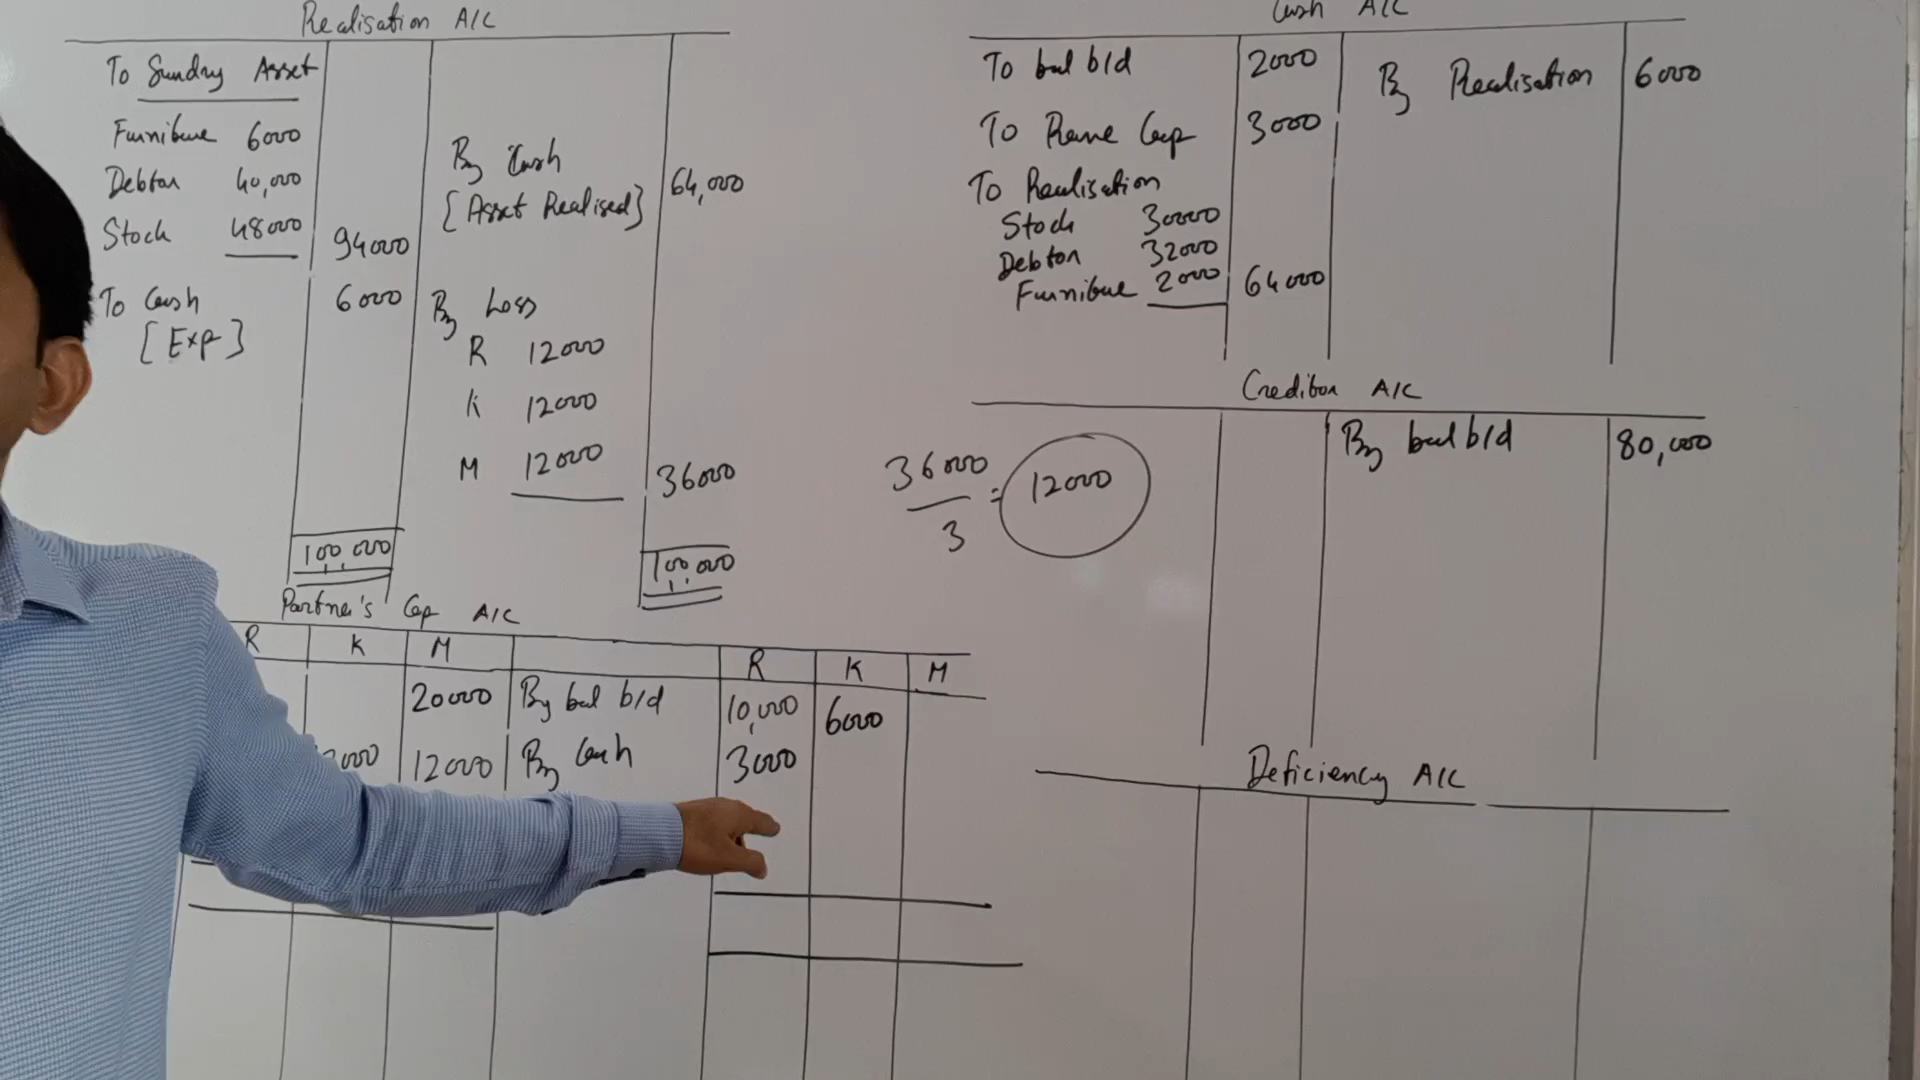 Realisation A/C
To Sundry Asset
Furniture 6000
Debtor 40,000
Stock 48000 94000
To Cash 6000
[Exp]
100,000
By Cash
[Asset Realised] 64,000
By Loss
R 12000
K 12000
M 12000 36000
100,000
Cash A/C
To bal b/d 2000 By Realisation 6000
To Rame Cap 3000
To Realisation
Stock 30000
Debtor 32000
Furniture 2000 64000
36000
3
= 12000
Creditor A/C
By bal b/d 80,000
Partner's Cap A/C
R K M R K M
20000 By bal b/d 10,000 6000
12000 By Cash 3000
Deficiency A/C